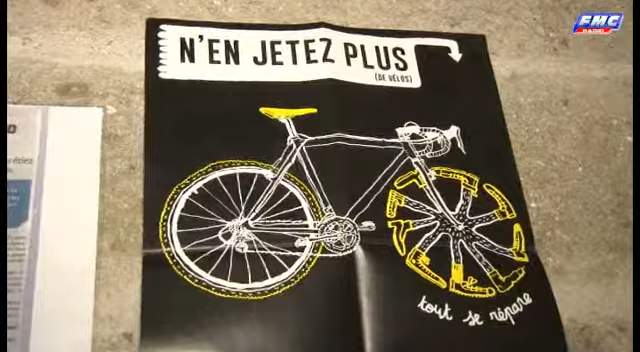 FMC
RADIO
N'EN JETEZ PLUS
(DE VÉLOS)
tout se répare